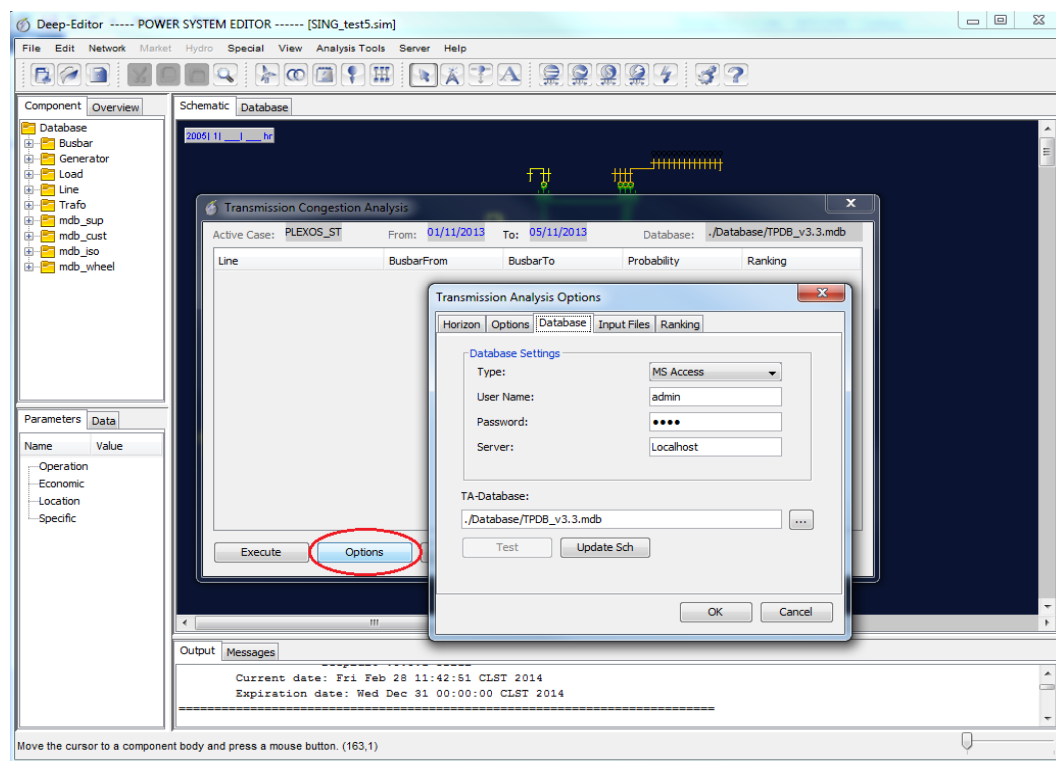 Deep-Editor ----- POWER SYSTEM EDITOR ------ [SING_test5.sim]
File Edit Network Market Hydro Special View Analysis Tools Server Help
Component Overview
Schematic Database
Database
Busbar
Generator
Load
Line
Trafo
mdb_sup
mdb_cust
mdb_iso
mdb_wheel
2005| 1| ___| ___ hr
Transmission Congestion Analysis
Active Case: PLEXOS_ST From: 01/11/2013 To: 05/11/2013 Database: ./Database/TPDB_v3.3.mdb
Line BusbarFrom BusbarTo Probability Ranking
Transmission Analysis Options
Horizon Options Database Input Files Ranking
Database Settings
Type: MS Access
User Name: admin
Password: ●●●●
Server: Localhost
TA-Database:
./Database/TPDB_v3.3.mdb ...
Test Update Sch
OK Cancel
Execute Options
Parameters Data
Name Value
Operation
Economic
Location
Specific
Output Messages
Current date: Fri Feb 28 11:42:51 CLST 2014
Expiration date: Wed Dec 31 00:00:00 CLST 2014
Move the cursor to a component body and press a mouse button. (163,1)